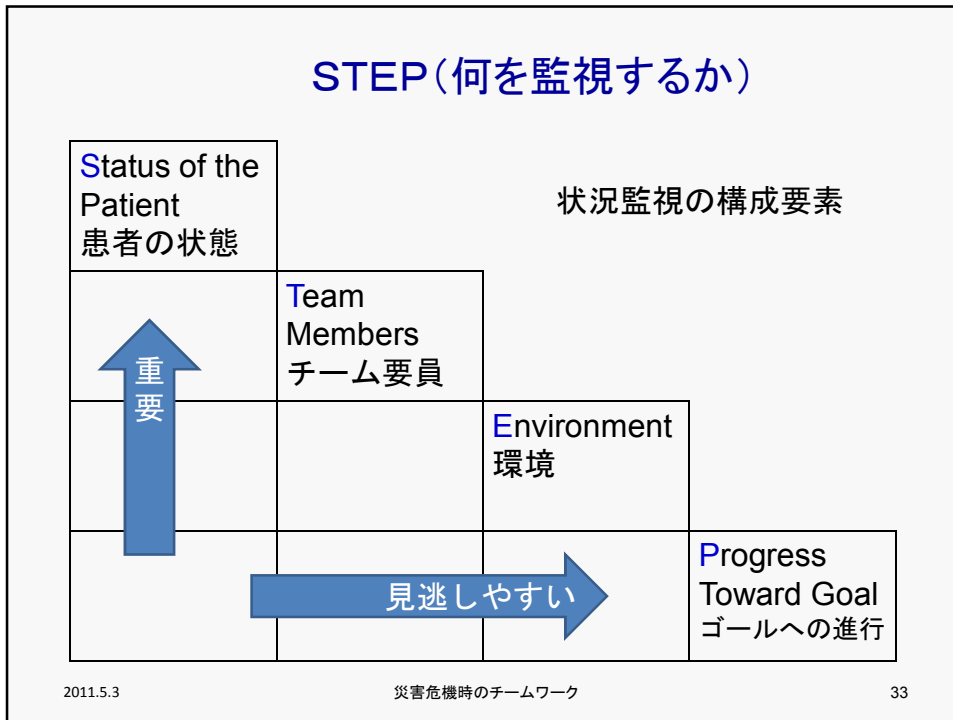 STEP（何を監視するか）
Status of the
Patient
患者の状態
状況監視の構成要素
Team
Members
チーム要員
重
要
Environment
環境
見逃しやすい
Progress
Toward Goal
ゴールへの進行
2011.5.3
災害危機時のチームワーク
33